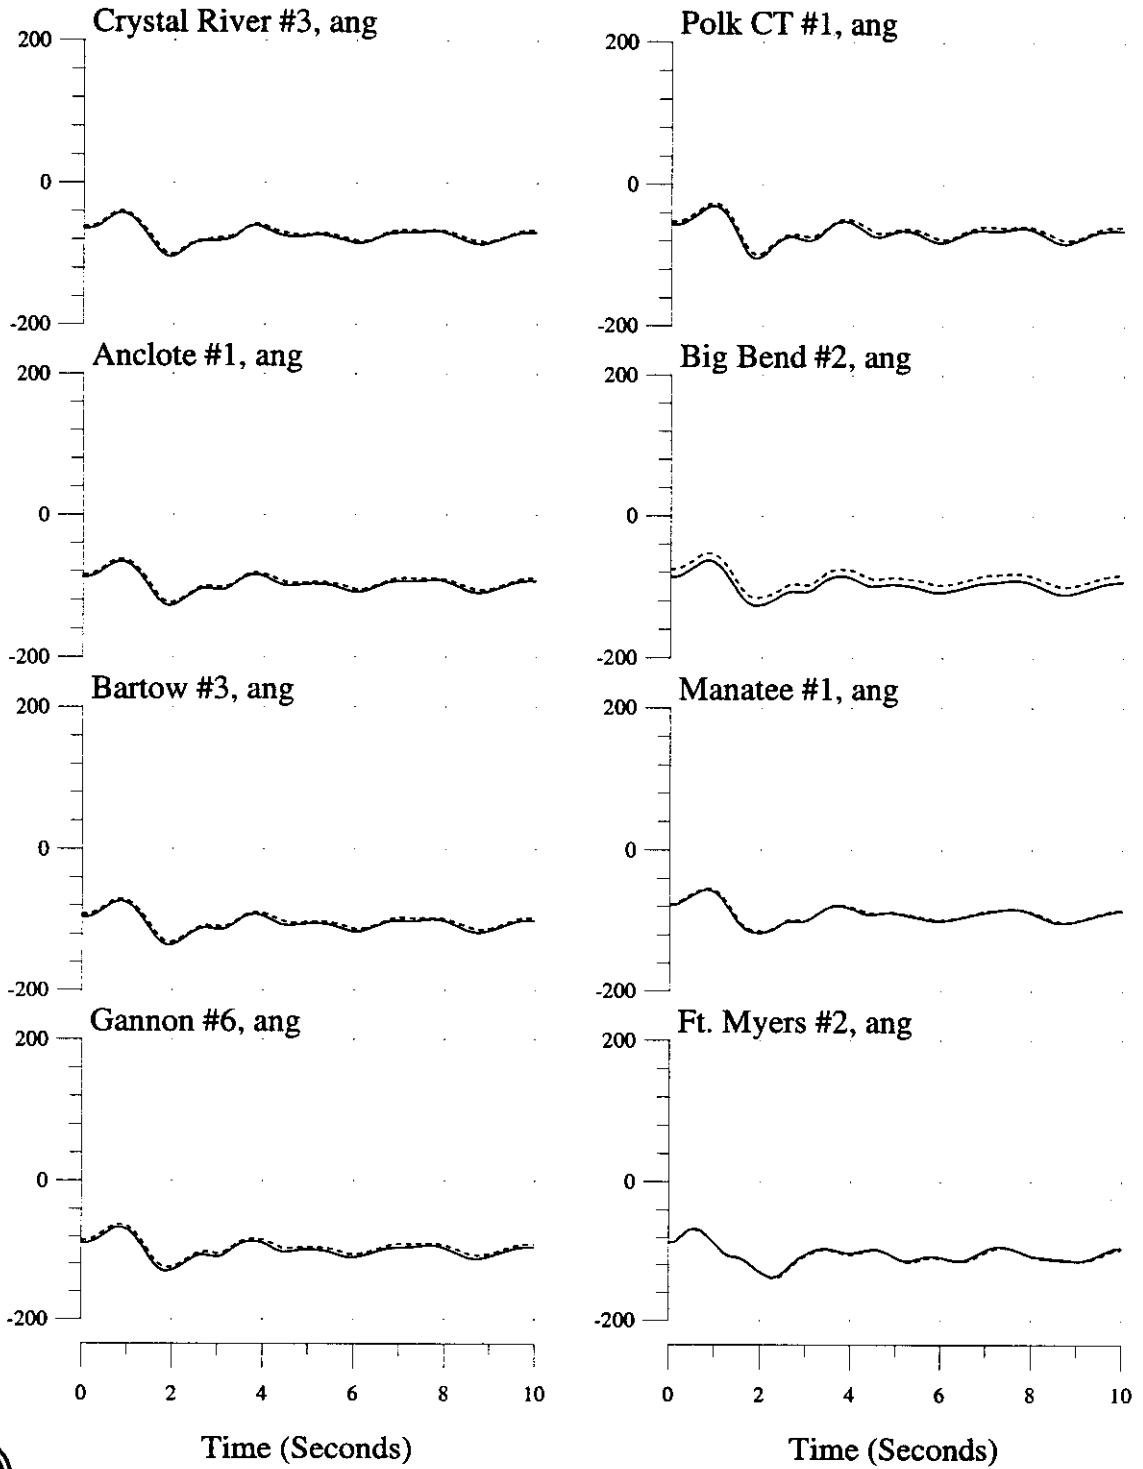 Crystal River #3, ang
200
0
-200
Anclote #1, ang
200
0
-200
Bartow #3, ang
200
0
-200
Gannon #6, ang
200
0
-200
0 2 4 6 8 10
Time (Seconds)
Polk CT #1, ang
200
0
-200
Big Bend #2, ang
200
0
-200
Manatee #1, ang
200
0
-200
Ft. Myers #2, ang
200
0
-200
0 2 4 6 8 10
Time (Seconds)